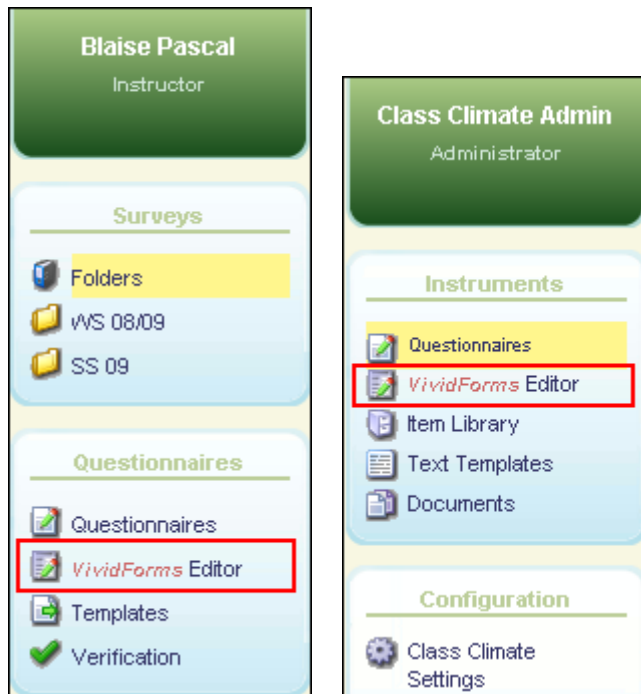 Blaise Pascal
Instructor
Surveys
Folders
WS 08/09
SS 09
Questionnaires
Questionnaires
VividForms Editor
Templates
Verification
Class Climate Admin
Administrator
Instruments
Questionnaires
VividForms Editor
Item Library
Text Templates
Documents
Configuration
Class Climate
Settings